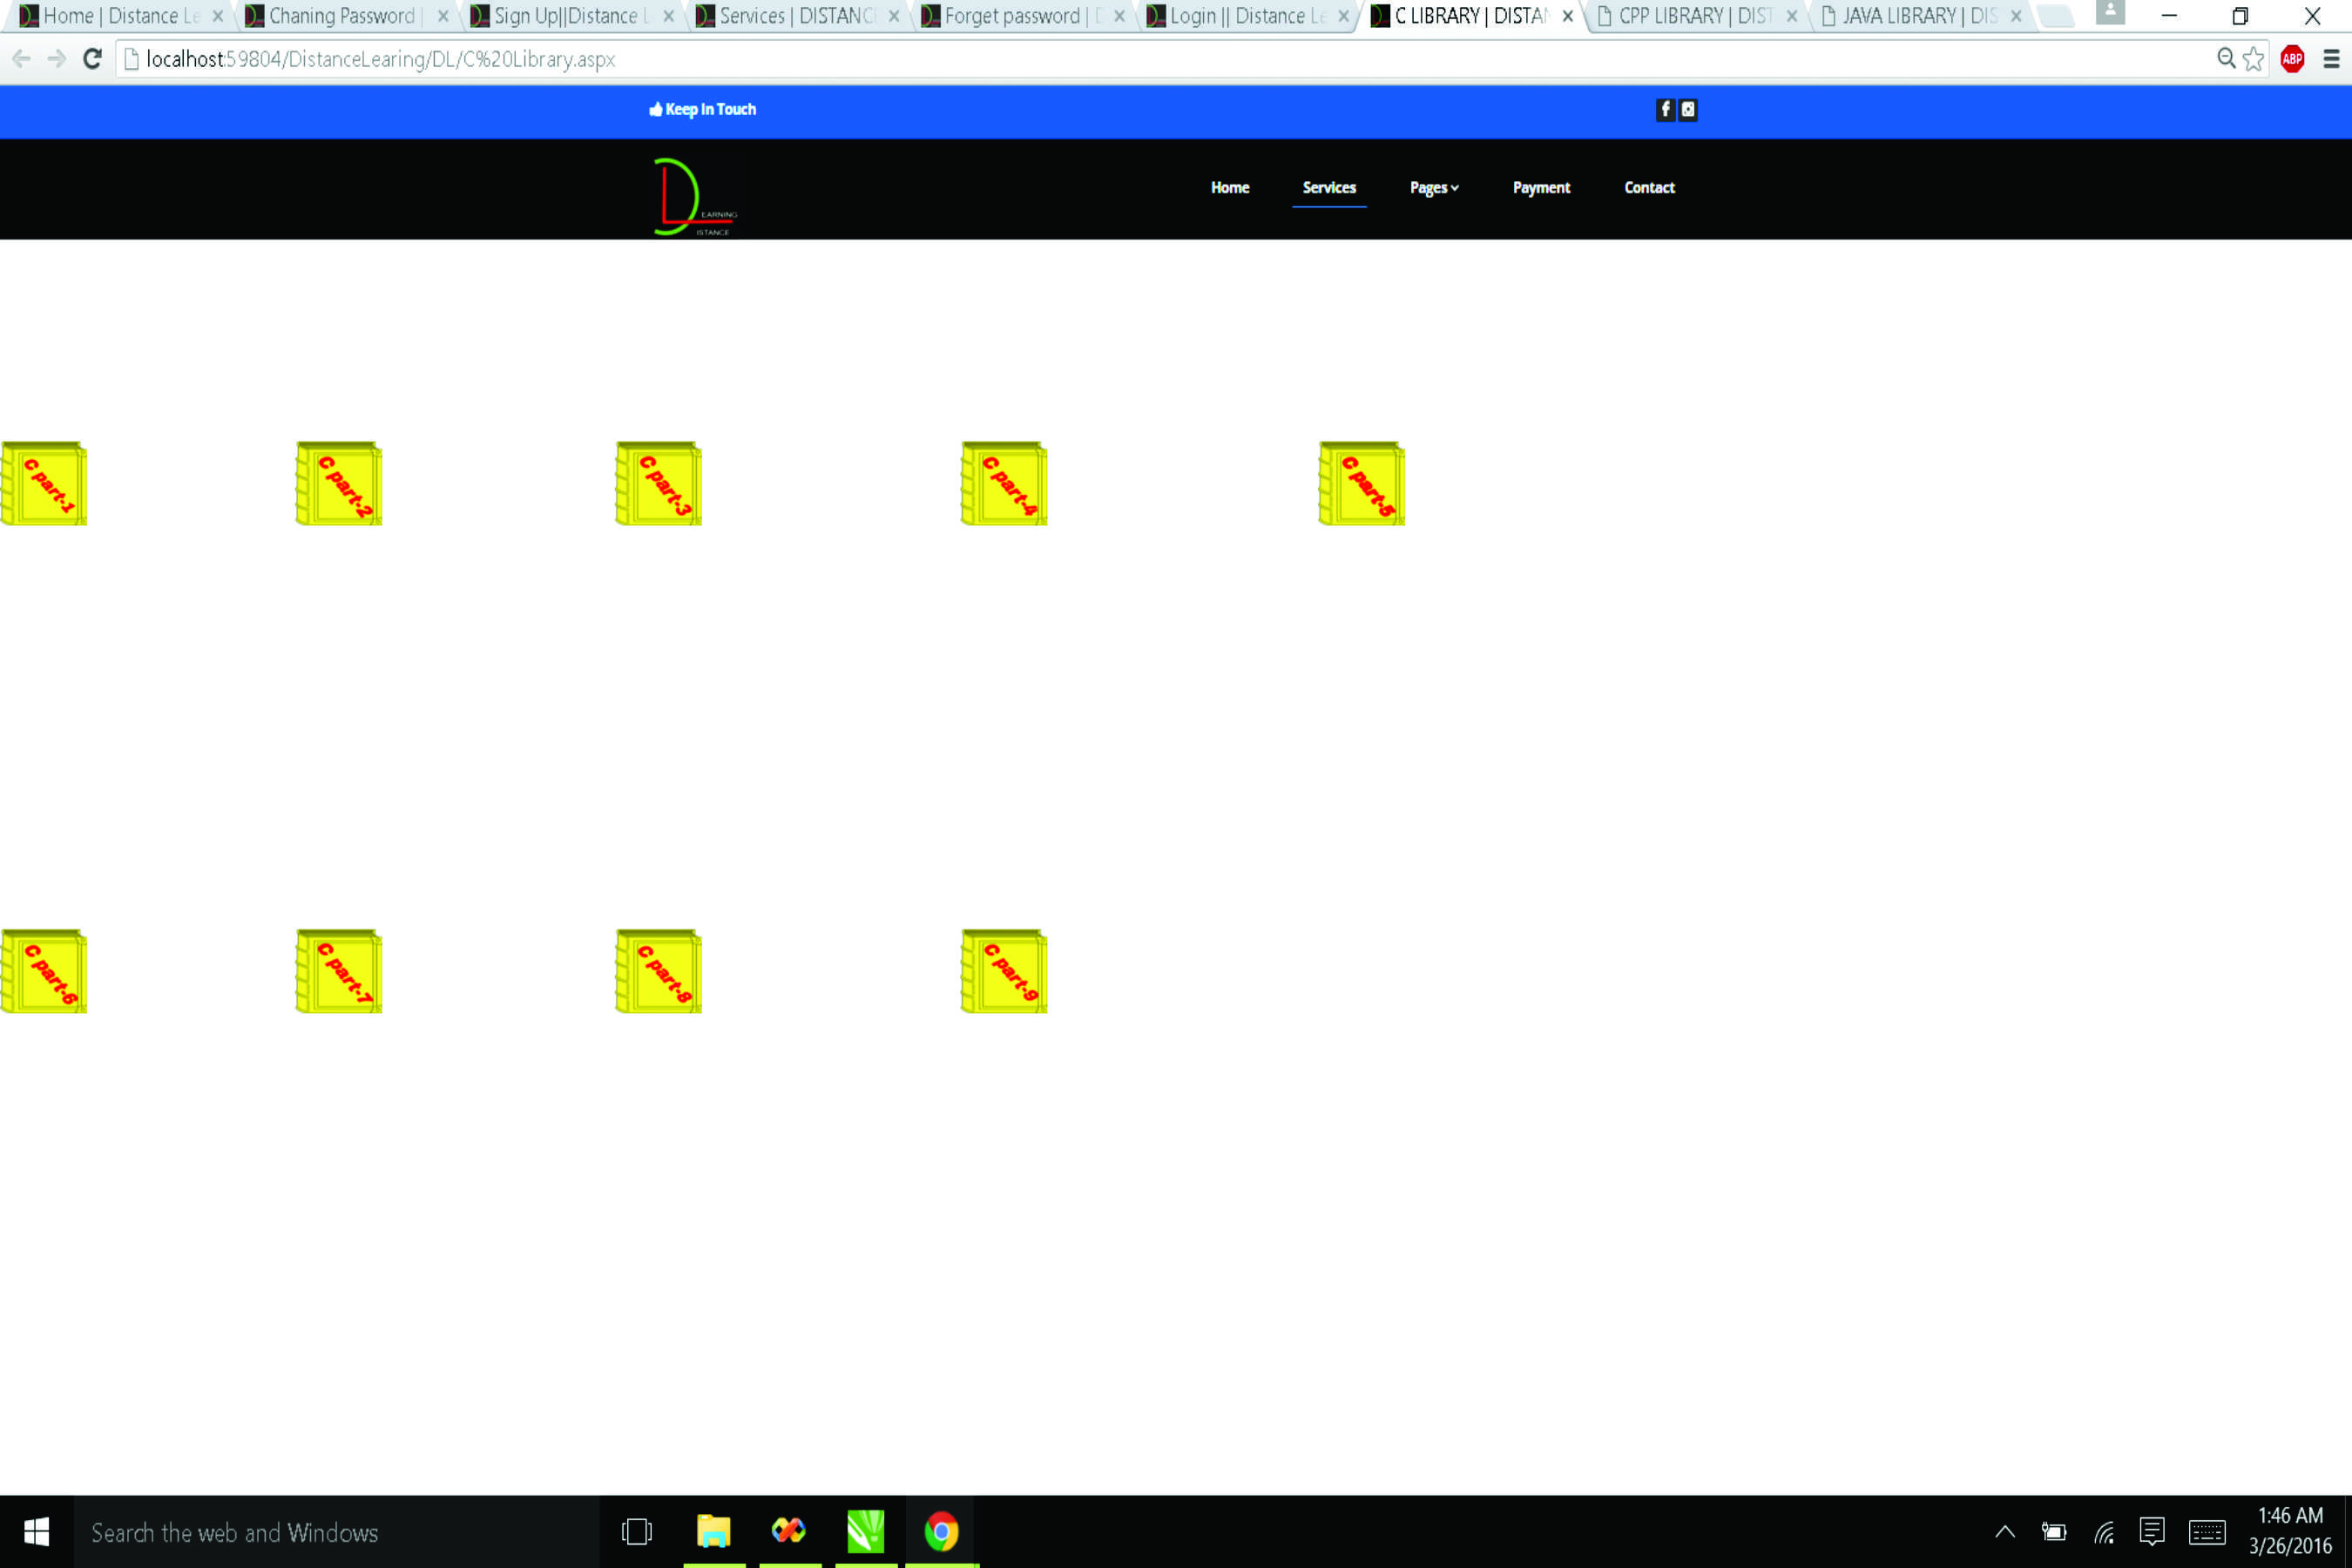 Home | Distance Le
Chaning Password |
Sign Up||Distance L
Services | DISTANC
Forget password | D
Login || Distance Le
C LIBRARY | DISTAN
CPP LIBRARY | DIST
JAVA LIBRARY | DIS
localhost:59804/DistanceLearing/DL/C%20Library.aspx
ABP
Keep In Touch
EARNING
ISTANCE
Home Services Pages Payment Contact
C part-1
C part-2
C part-3
C part-4
C part-5
C part-6
C part-7
C part-8
C part-9
Search the web and Windows
1:46 AM
3/26/2016